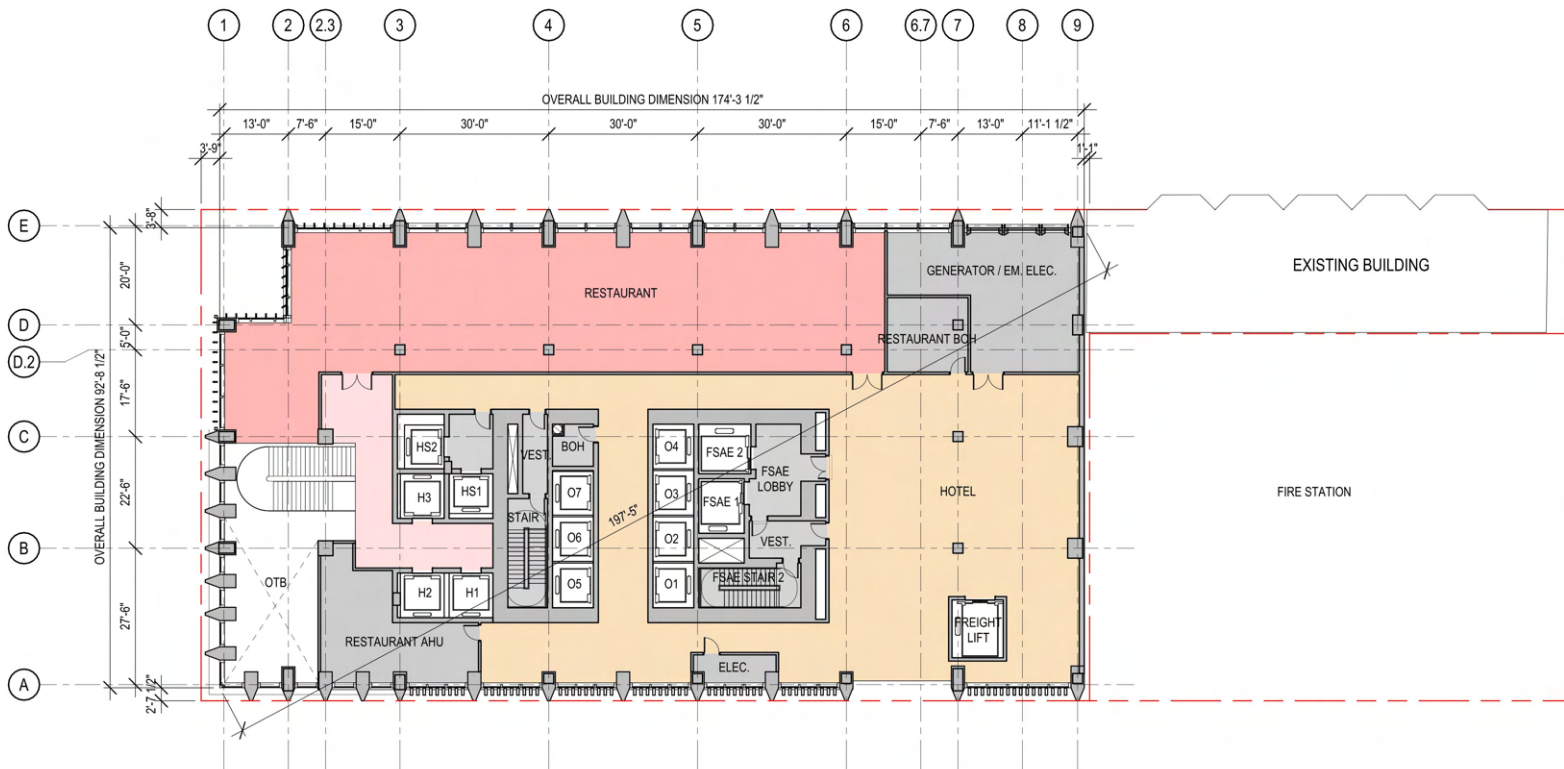 1 2 2.3 3 4 5 6 6.7 7 8 9
OVERALL BUILDING DIMENSION 174'-3 1/2"
13'-0" 7'-6" 15'-0" 30'-0" 30'-0" 30'-0" 15'-0" 7'-6" 13'-0" 11'-1 1/2"
3'-9" 1'-1"
3'-8"
E
GENERATOR / EM. ELEC.
EXISTING BUILDING
20'-0"
RESTAURANT
D
5'-0"
RESTAURANT BOH
D.2
OVERALL BUILDING DIMENSION 92'-8 1/2"
17'-6"
C
HS2
VEST.
BOH
O4
FSAE 2
FSAE
LOBBY
22'-6"
H3
HS1
O7
O3
FSAE 1
HOTEL
FIRE STATION
STAIR 1
197'-5"
B
O6
O2
VEST.
OTB
H2
H1
O5
O1
FSAE STAIR 2
27'-6"
RESTAURANT AHU
FREIGHT
LIFT
ELEC.
A
2'-7 1/2"